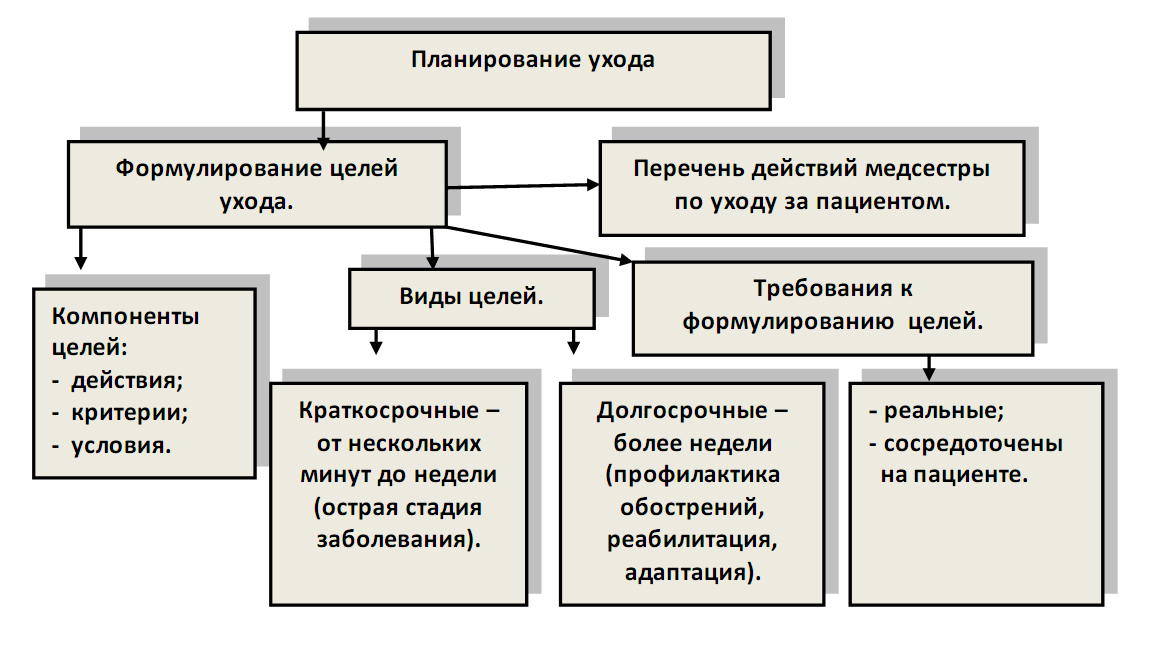 Планирование ухода
Формулирование целей
ухода.
Перечень действий медсестры
по уходу за пациентом.
Компоненты
целей:
- действия;
- критерии;
- условия.
Виды целей.
Требования к
формулированию целей.
Краткосрочные –
от нескольких
минут до недели
(острая стадия
заболевания).
Долгосрочные –
более недели
(профилактика
обострений,
реабилитация,
адаптация).
- реальные;
- сосредоточены
на пациенте.